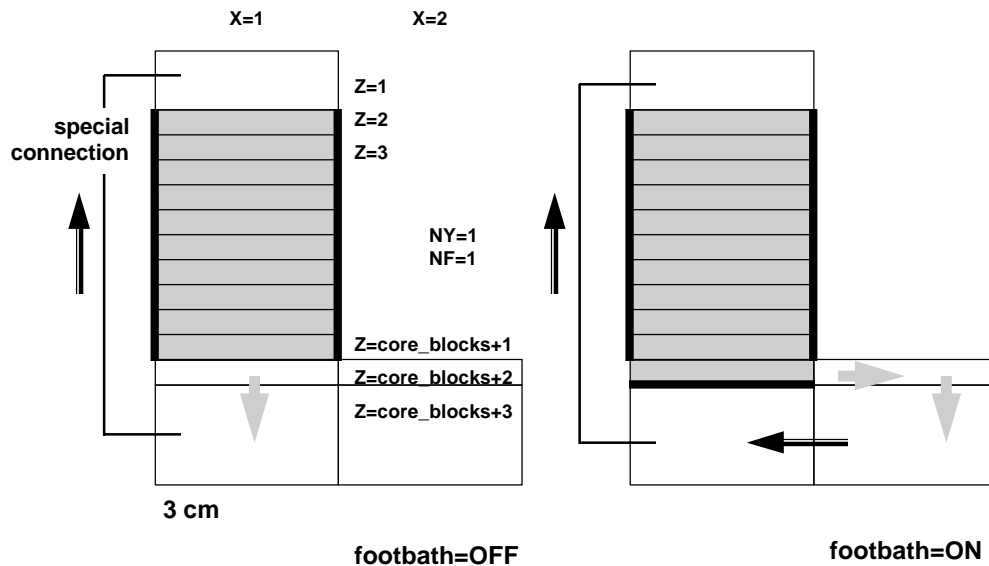 X=1 X=2
Z=1
special
connection
Z=2
Z=3
NY=1
NF=1
Z=core_blocks+1
Z=core_blocks+2
Z=core_blocks+3
3 cm
footbath=OFF
footbath=ON